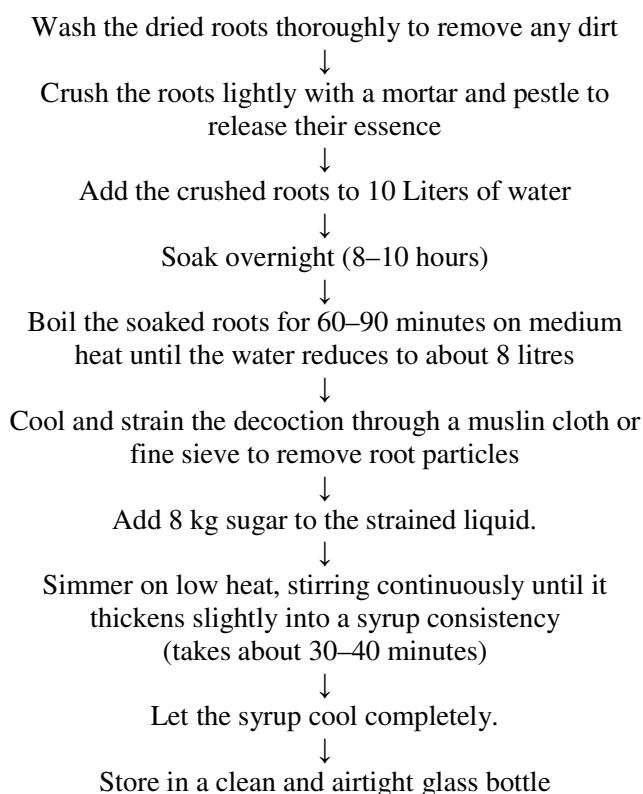 Wash the dried roots thoroughly to remove any dirt
↓
Crush the roots lightly with a mortar and pestle to
release their essence
↓
Add the crushed roots to 10 Liters of water
↓
Soak overnight (8–10 hours)
↓
Boil the soaked roots for 60–90 minutes on medium
heat until the water reduces to about 8 litres
↓
Cool and strain the decoction through a muslin cloth or
fine sieve to remove root particles
↓
Add 8 kg sugar to the strained liquid.
↓
Simmer on low heat, stirring continuously until it
thickens slightly into a syrup consistency
(takes about 30–40 minutes)
↓
Let the syrup cool completely.
↓
Store in a clean and airtight glass bottle